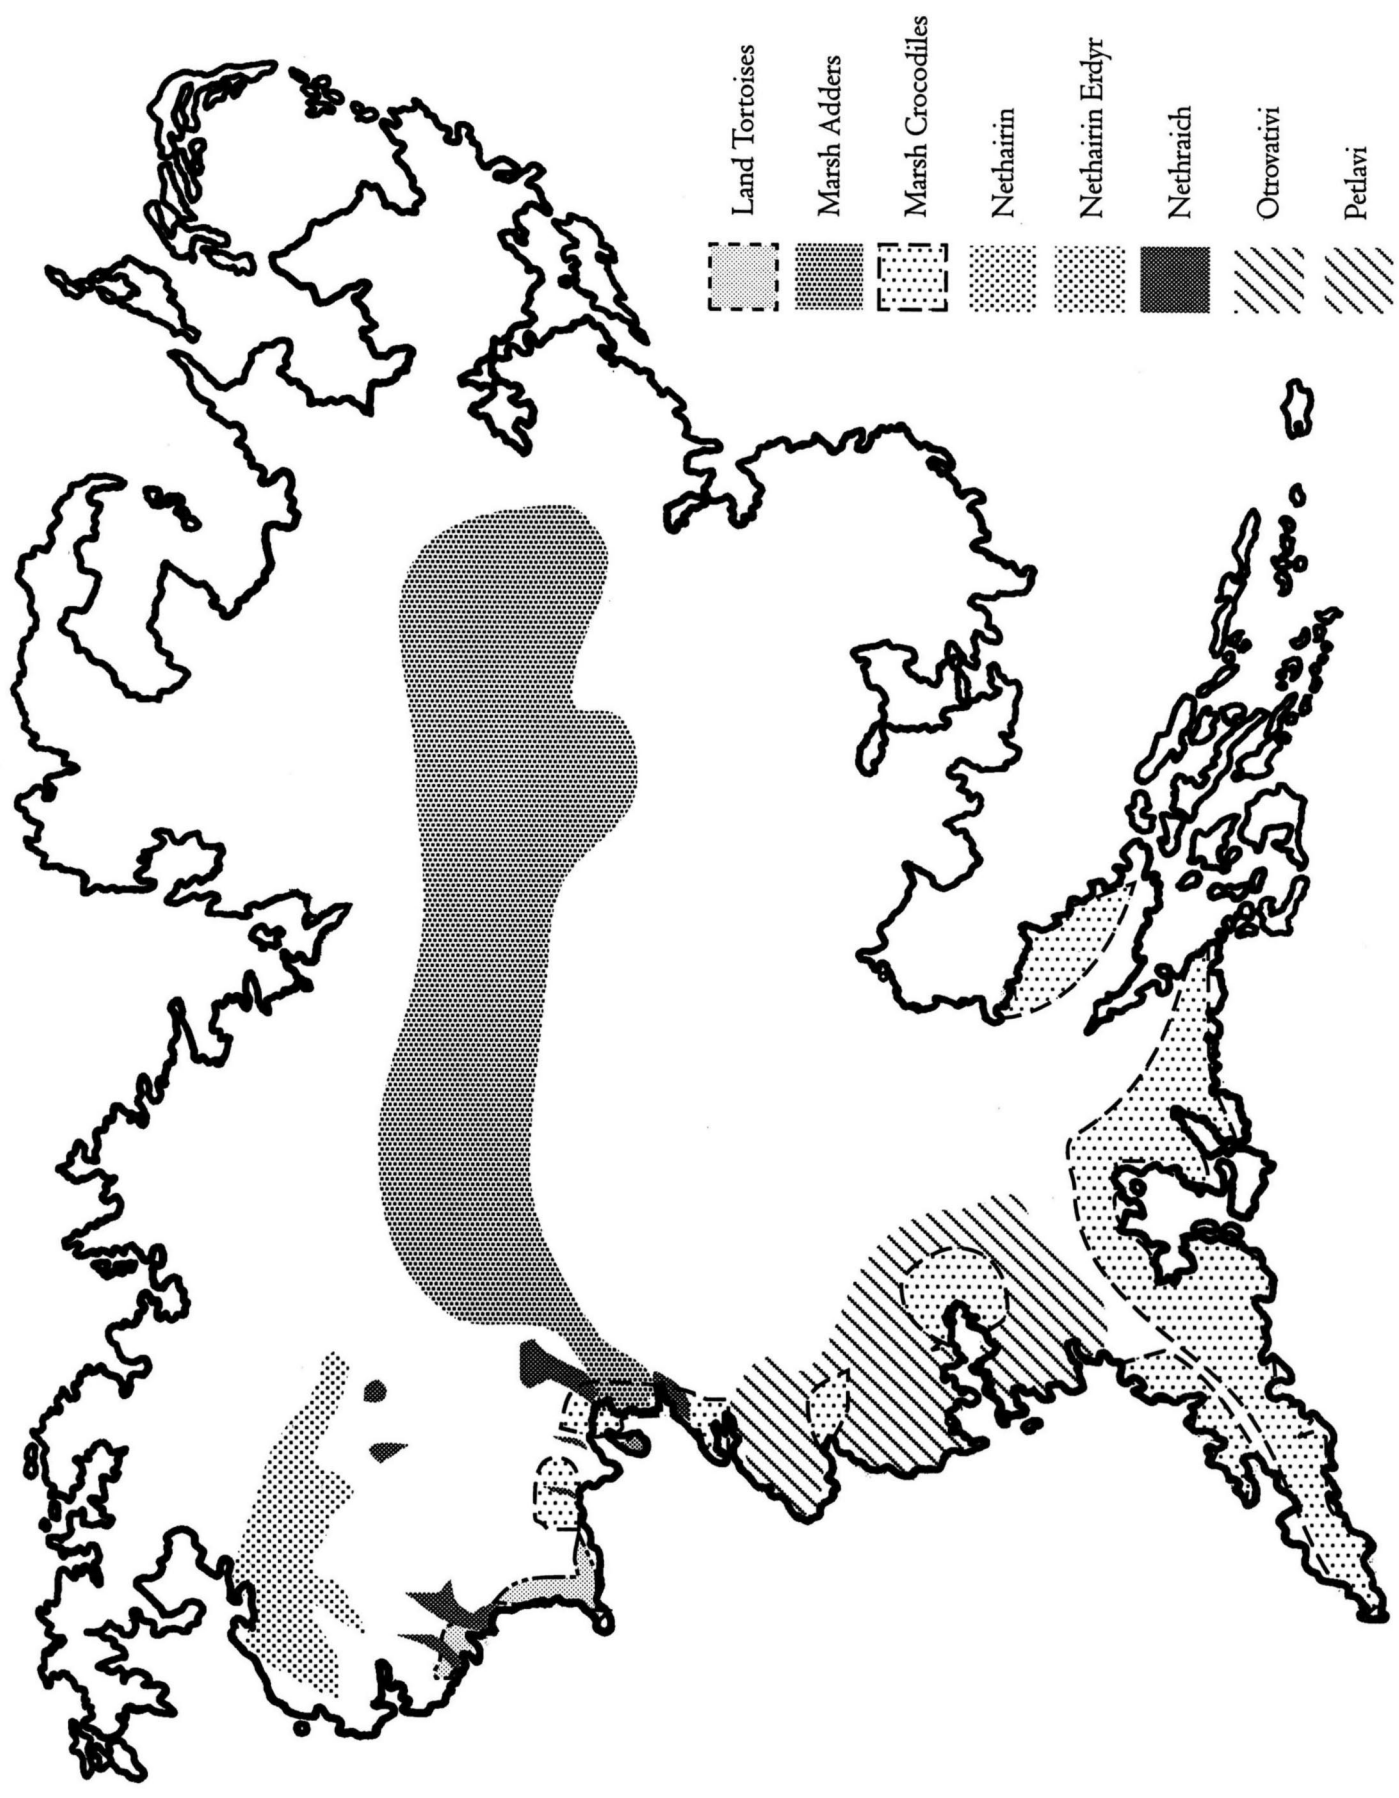 Land Tortoises
Marsh Adders
Marsh Crocodiles
Nethairin
Nethairin Erdyr
Nethraich
Otrovativi
Petlavi